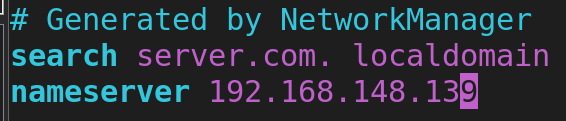 # Generated by NetworkManager
search server.com. localdomain
nameserver 192.168.148.139